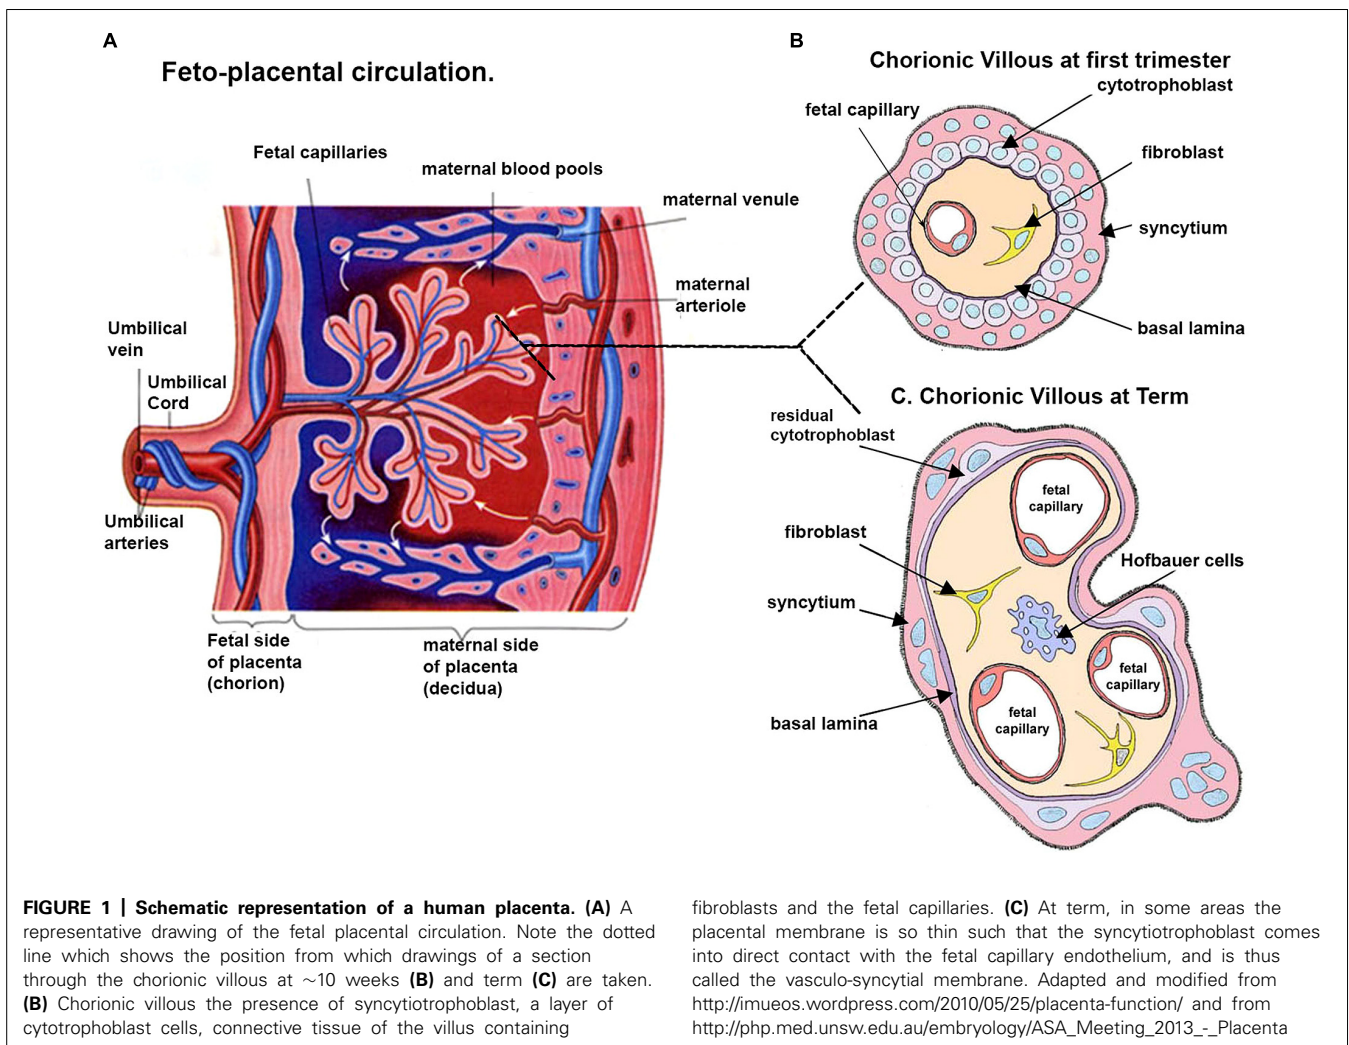 A
Feto-placental circulation.
Fetal capillaries
maternal blood pools
maternal venule
maternal
arteriole
Umbilical
vein
Umbilical
Cord
Umbilical
arteries
Fetal side
of placenta
(chorion)
maternal side
of placenta
(decidua)
B
Chorionic Villous at first trimester
cytotrophoblast
fetal capillary
fibroblast
syncytium
basal lamina
C. Chorionic Villous at Term
residual
cytotrophoblast
fetal
capillary
fibroblast
Hofbauer cells
syncytium
fetal
capillary
fetal
capillary
basal lamina
FIGURE 1 | Schematic representation of a human placenta. (A) A
representative drawing of the fetal placental circulation. Note the dotted
line which shows the position from which drawings of a section
through the chorionic villous at ~10 weeks (B) and term (C) are taken.
(B) Chorionic villous the presence of syncytiotrophoblast, a layer of
cytotrophoblast cells, connective tissue of the villus containing
fibroblasts and the fetal capillaries. (C) At term, in some areas the
placental membrane is so thin such that the syncytiotrophoblast comes
into direct contact with the fetal capillary endothelium, and is thus
called the vasculo-syncytial membrane. Adapted and modified from
http://imueos.wordpress.com/2010/05/25/placenta-function/ and from
http://php.med.unsw.edu.au/embryology/ASA_Meeting_2013_-_Placenta